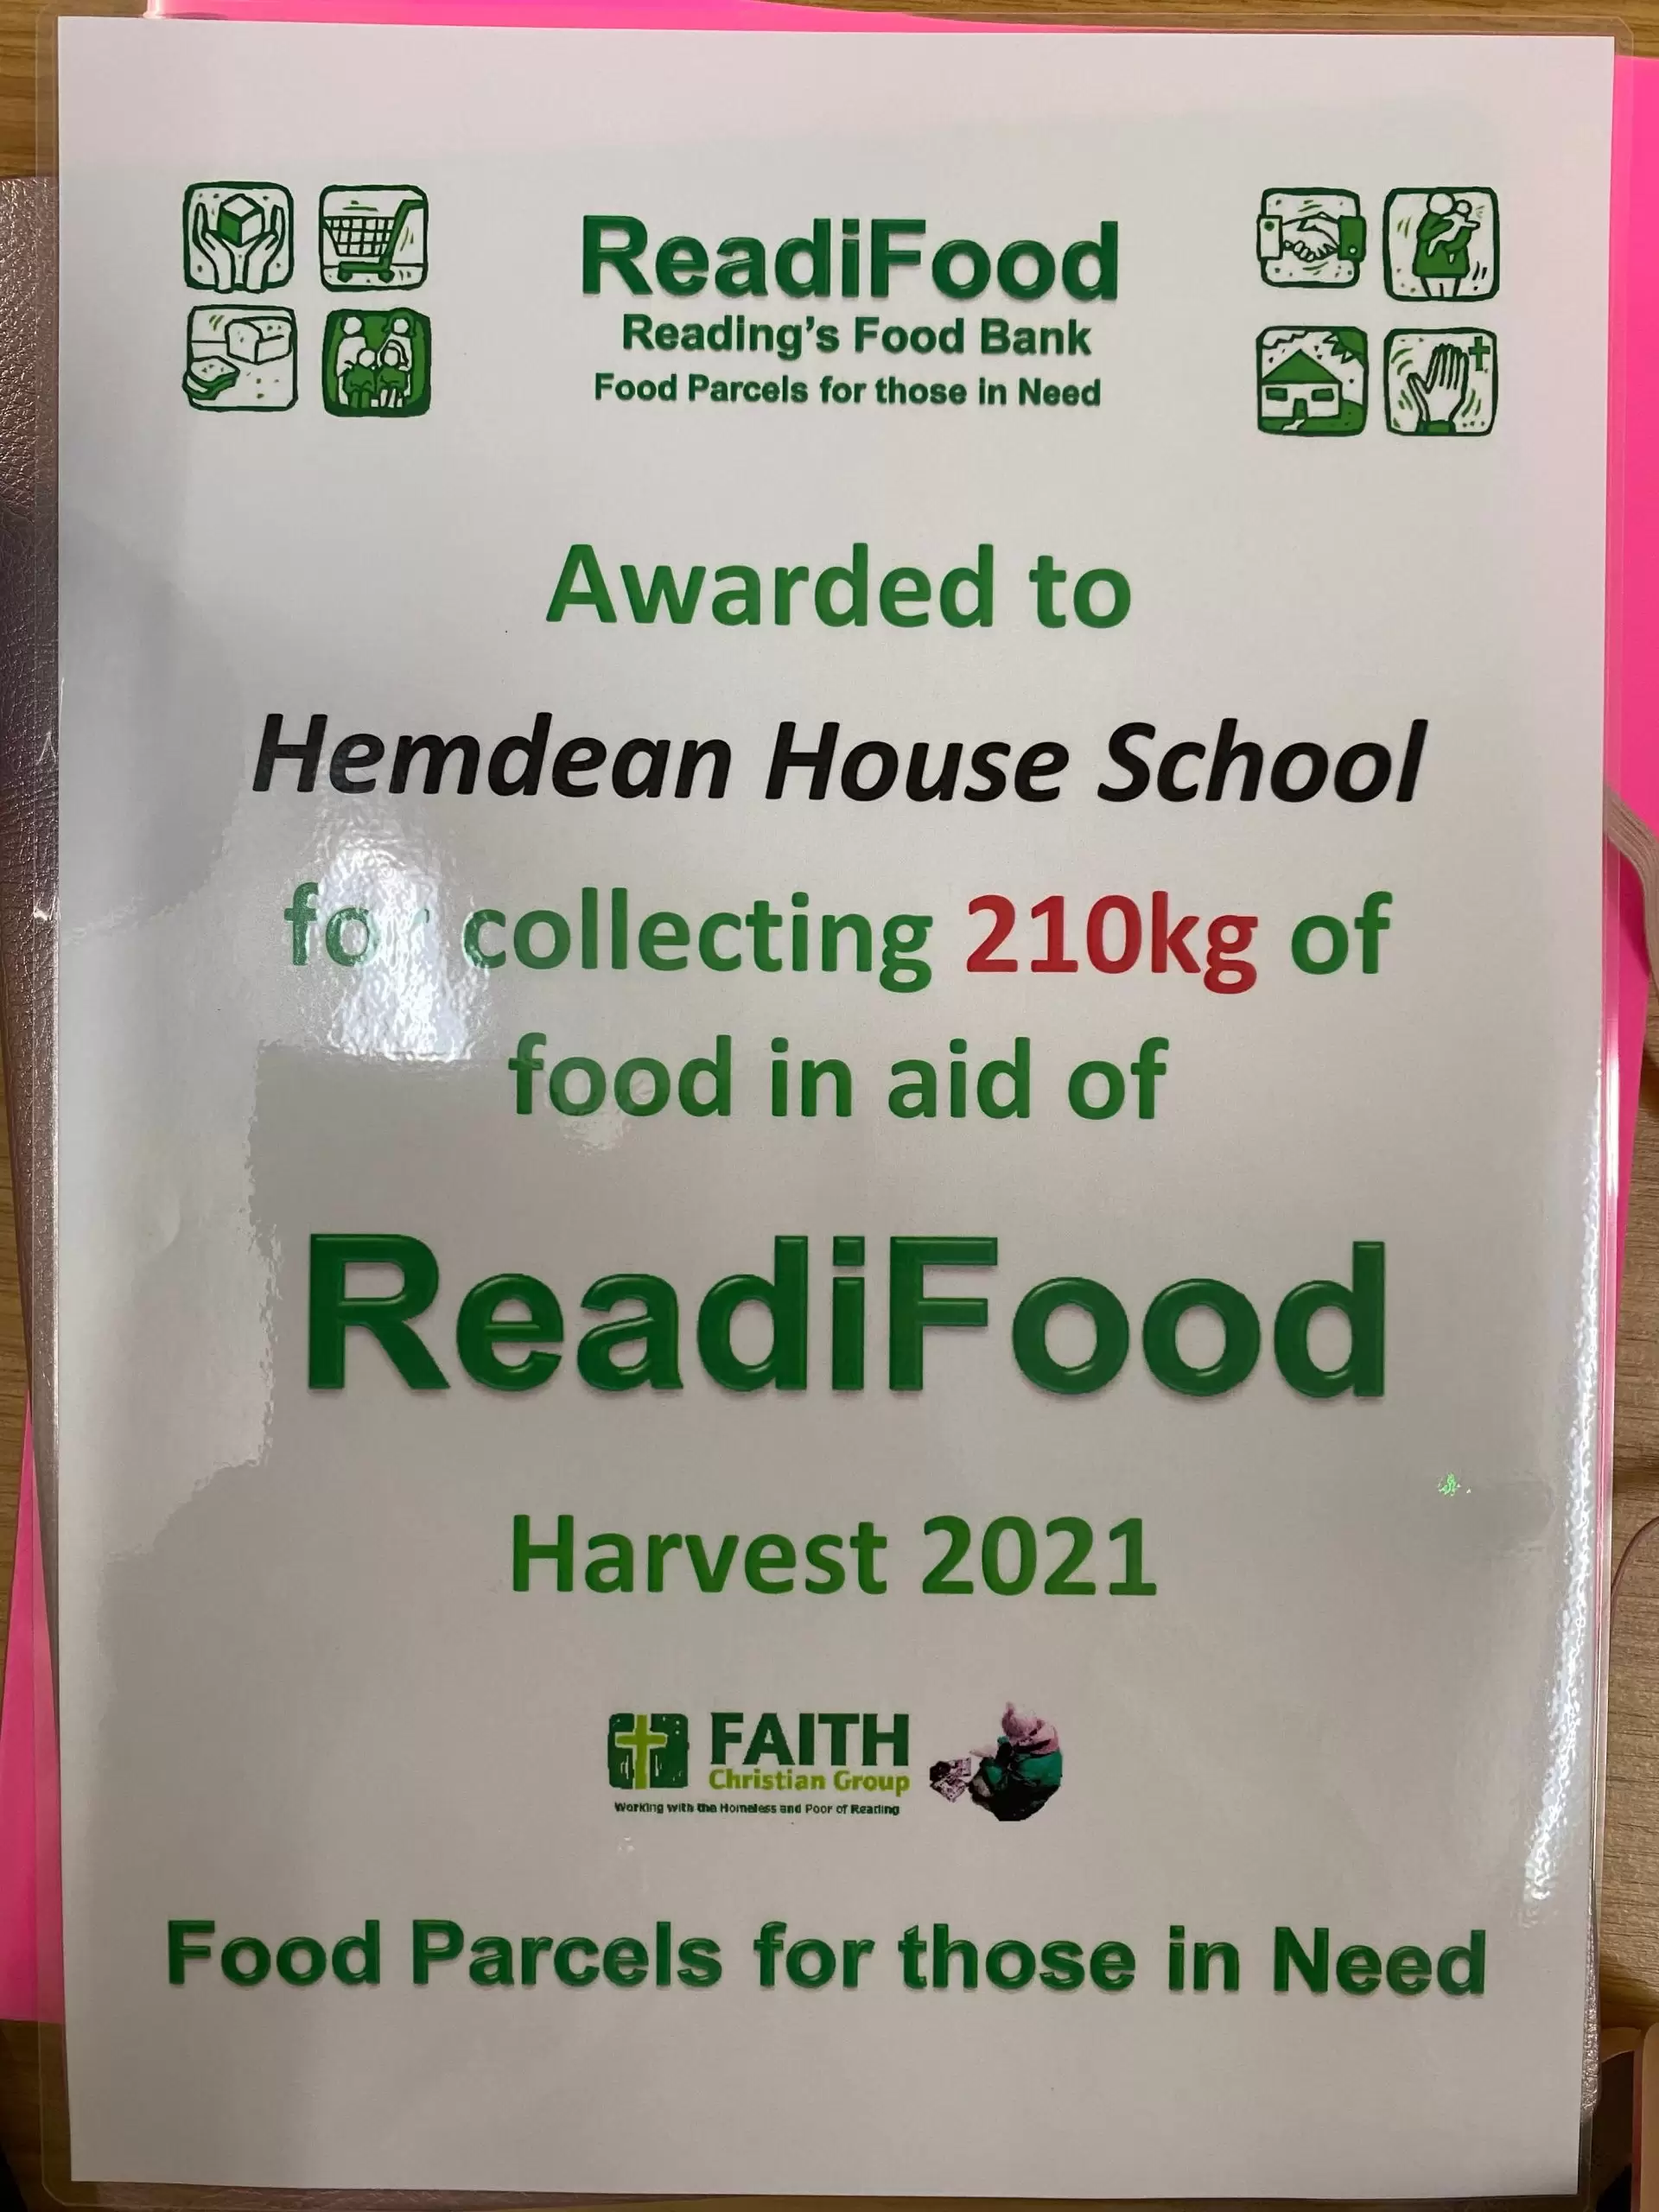 ReadiFood
Reading's Food Bank
Food Parcels for those in Need
Awarded to
Hemdean House School
for collecting 210kg of
food in aid of
ReadiFood
Harvest 2021
FAITH
Christian Group
Working with the Homeless and Poor of Reading
Food Parcels for those in Need